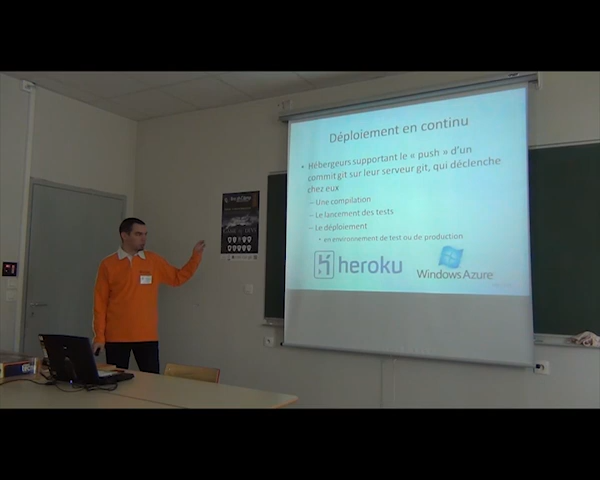 Déploiement en continu
• Hébergeurs supportant le « push » d'un
commit git sur leur serveur git, qui déclenche
chez eux
– Une compilation
– Le lancement des tests
– Le déploiement
• en environnement de test ou de production
heroku
Windows Azure